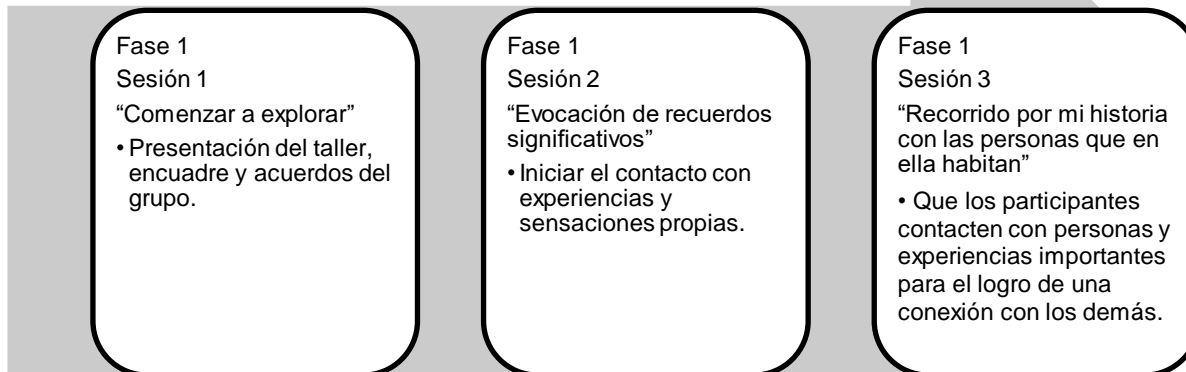 Fase 1
Sesión 1
“Comenzar a explorar”
• Presentación del taller,
encuadre y acuerdos del
grupo.
Fase 1
Sesión 2
“Evocación de recuerdos
significativos”
• Iniciar el contacto con
experiencias y
sensaciones propias.
Fase 1
Sesión 3
“Recorrido por mi historia
con las personas que en
ella habitan”
• Que los participantes
contacten con personas y
experiencias importantes
para el logro de una
conexión con los demás.